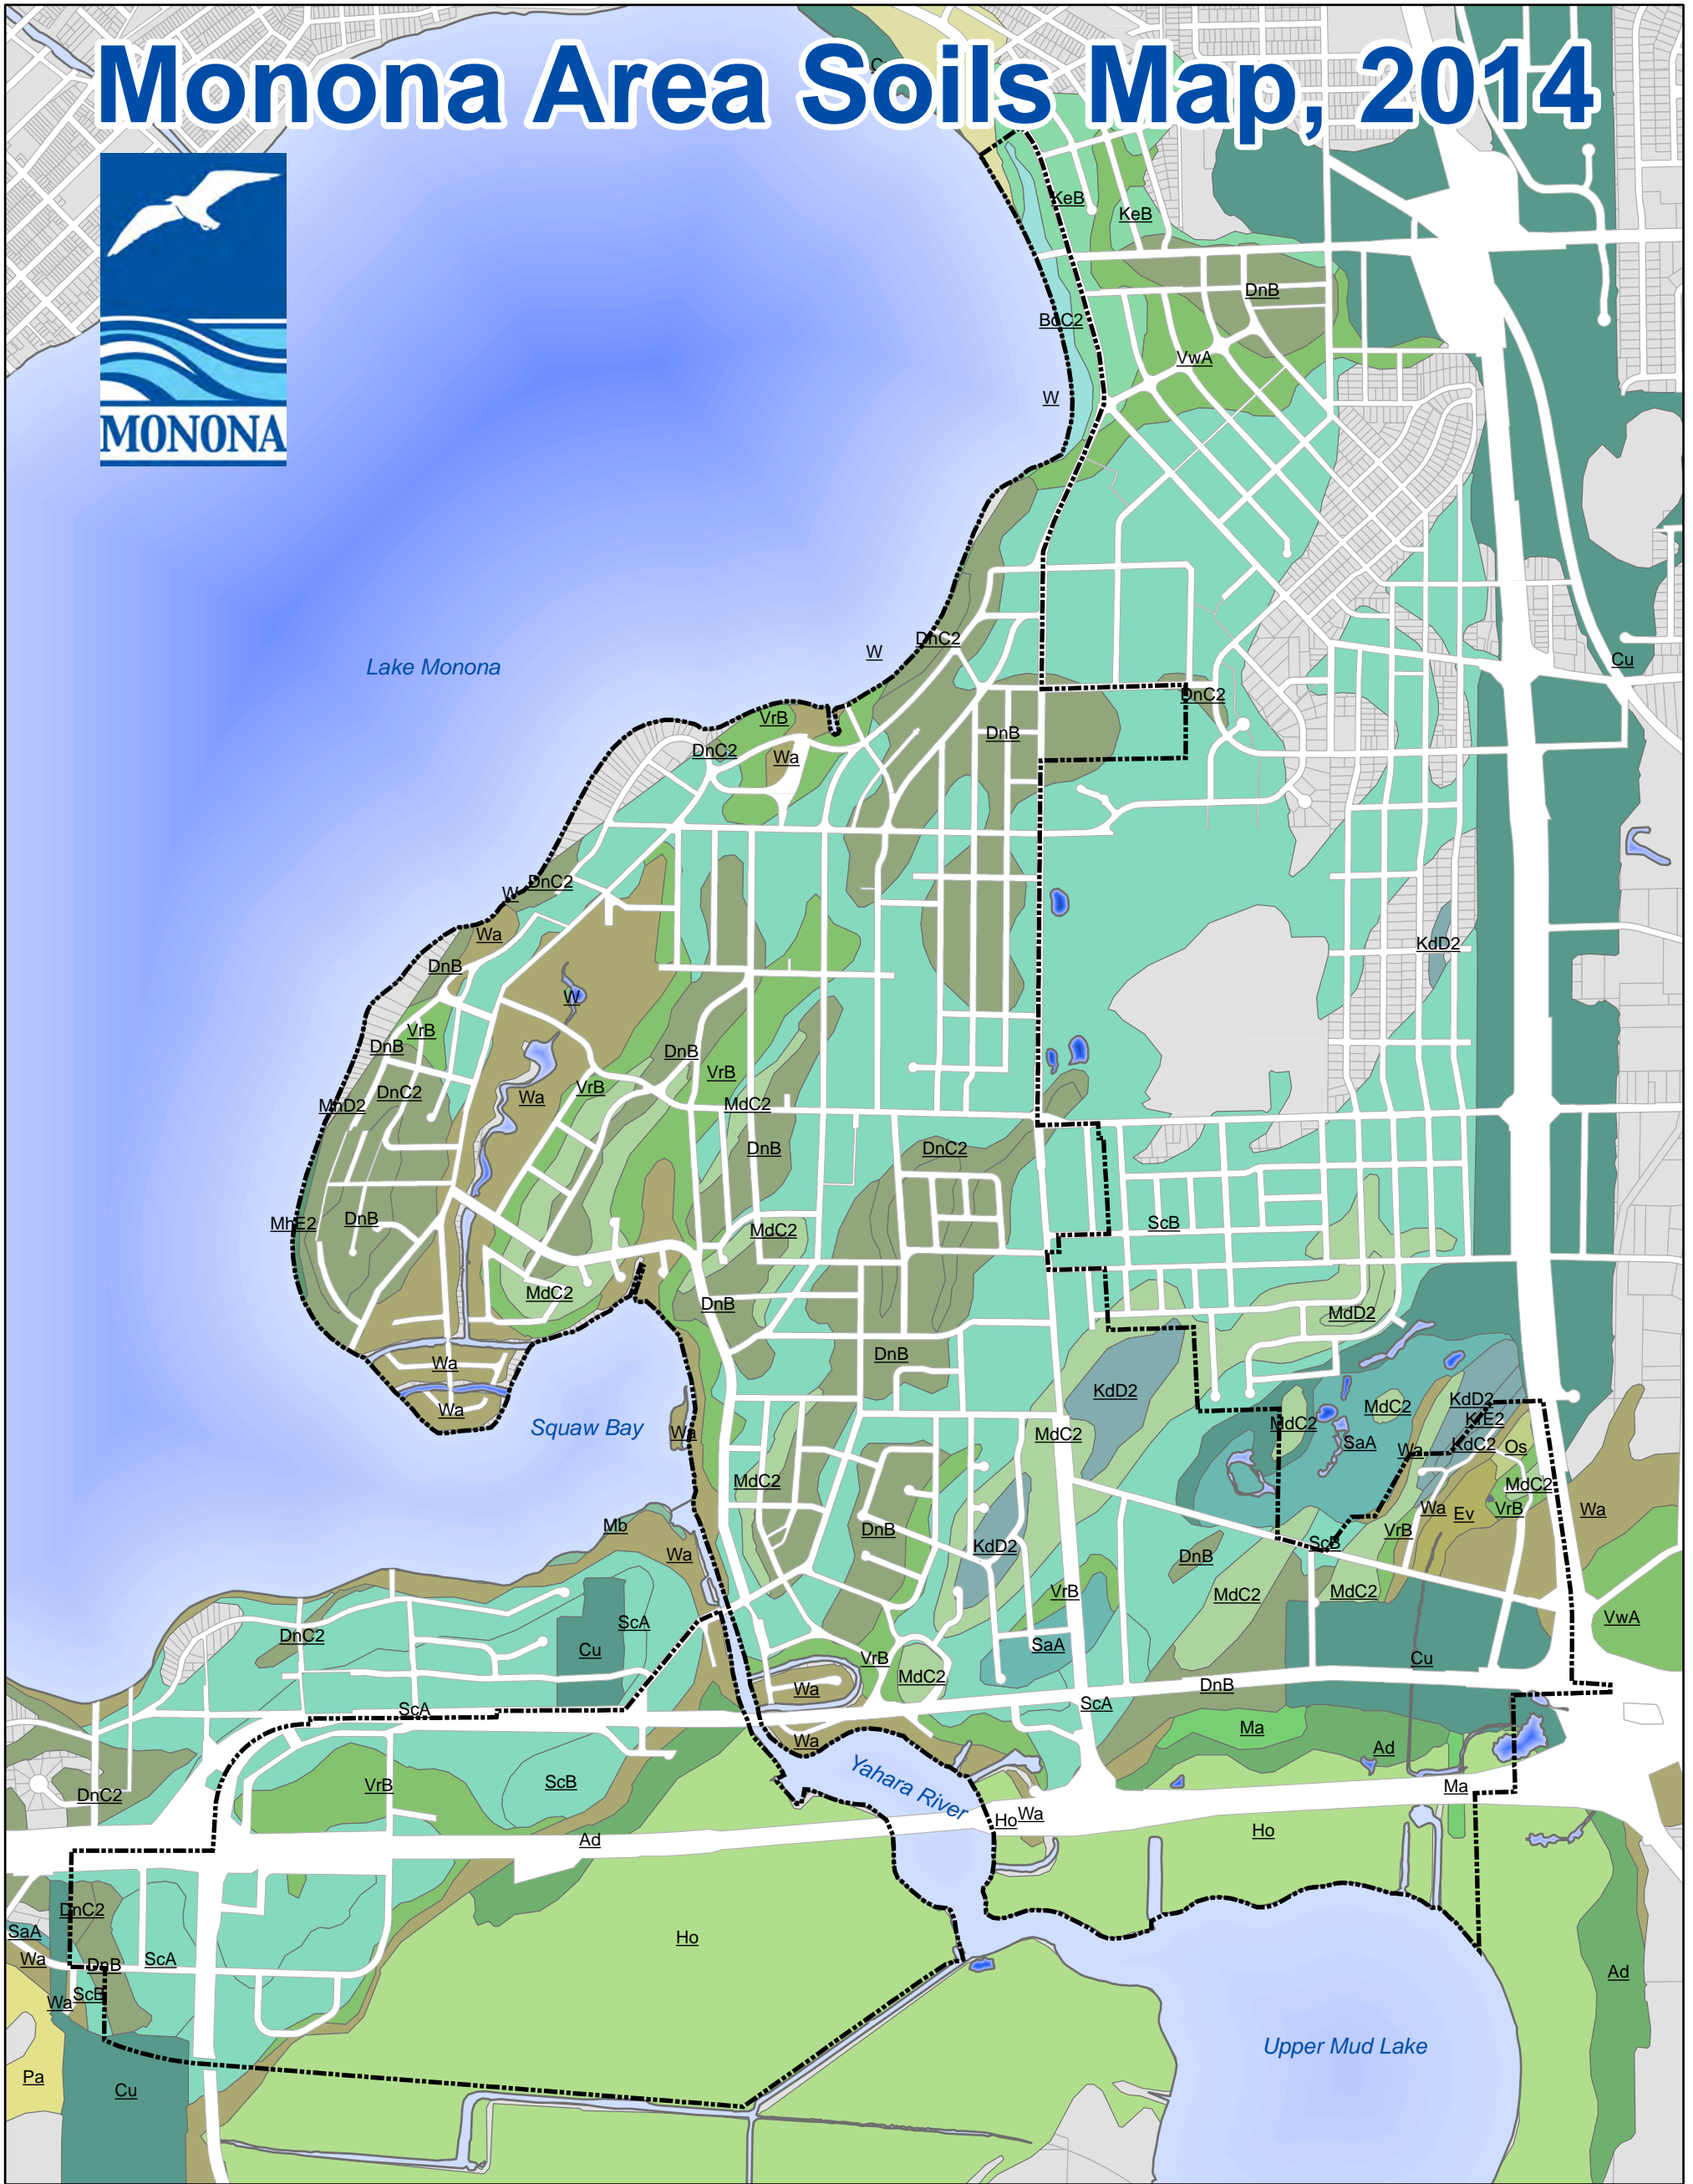 Monona Area Soils Map, 2014
MONONA
KeB
KeB
DnB
BoC2
VwA
W
Lake Monona
W
DnC2
Cu
DnC2
VrB
DnB
DnC2
Wa
W
DnC2
Wa
KdD2
DnB
W
VrB
DnB
DnB
VrB
DnC2
VrB
Wa
MdC2
MnD2
DnB
DnC2
MhE2
DnB
MdC2
ScB
MdC2
DnB
MdD2
Wa
DnB
KdD2
KdD2
Wa
MdC2
MdC2
KrE2
Squaw Bay
Wa
MdC2
SaA
Wa
KdC2
Os
MdC2
MdC2
Wa
Ev
VrB
Wa
Mb
DnB
VrB
Wa
KdD2
DnB
ScB
VrB
MdC2
MdC2
VwA
ScA
DnC2
Cu
SaA
VrB
MdC2
Cu
Wa
DnB
ScA
ScA
Wa
Ma
Ad
Yahara River
VrB
ScB
DnC2
Ma
Ho
Wa
Ho
Ad
DnC2
SaA
Ho
Wa
DnB
ScA
Ad
Wa
ScB
Upper Mud Lake
Pa
Cu